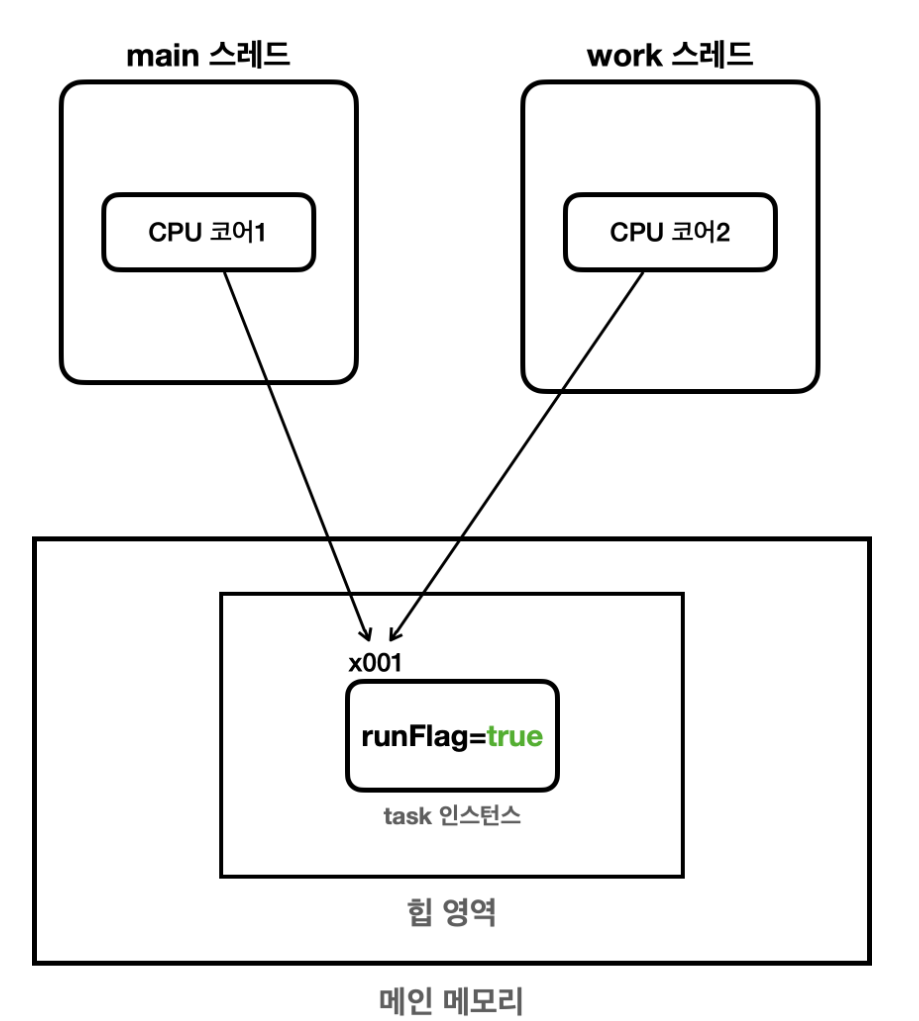 main 스레드
work 스레드
CPU 코어1
CPU 코어2
x001
runFlag=true
task 인스턴스
힙 영역
메인 메모리